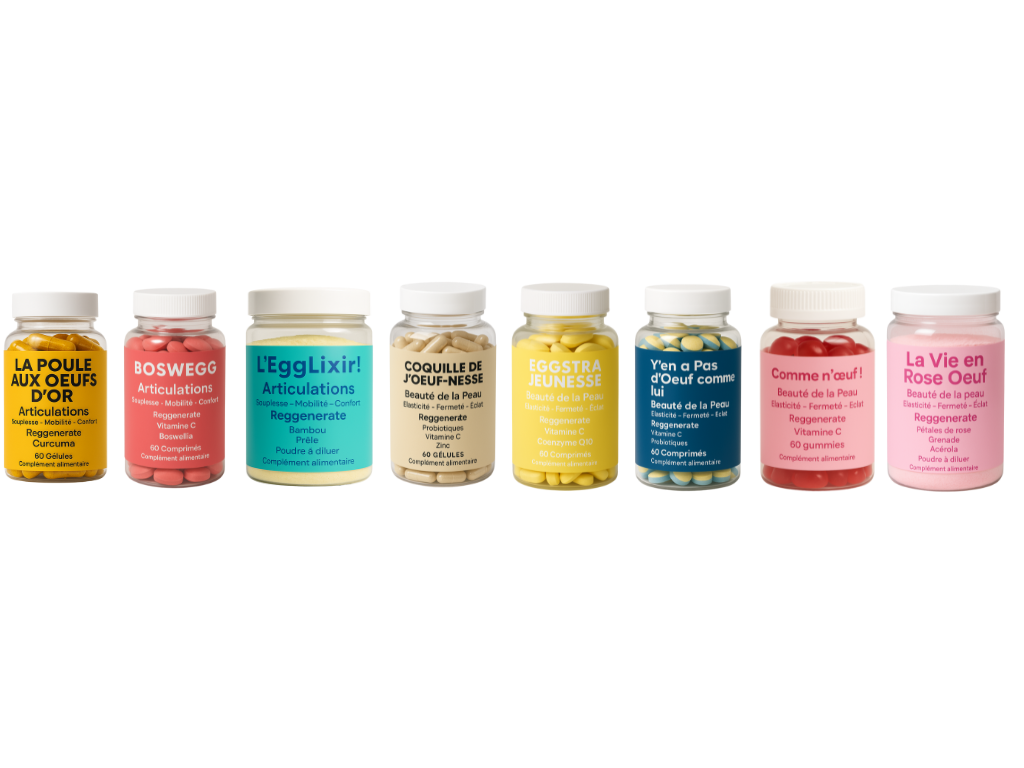 LA POULE
AUX OEUFS
D'OR
Articulations
Souplesse - Mobilité - Confort
Reggenerate
Curcuma
60 Gélules
Complément alimentaire
BOSWEGG
Articulations
Souplesse - Mobilité - Confort
Reggenerate
Vitamine C
Boswellia
60 Comprimés
Complément alimentaire
L'EggLixir!
Articulations
Souplesse – Mobilité – Confort
Reggenerate
Bambou
Prêle
Poudre à diluer
Complément alimentaire
COQUILLE DE
J'OEUF-NESSE
Beauté de la Peau
Elasticité - Fermeté - Éclat
Reggenerate
Probiotiques
Vitamine C
Zinc
60 GÉLULES
Complément alimentaire
EGGSTRA
JEUNESSE
Beauté de la Peau
Elasticité - Fermeté - Éclat
Reggenerate
Vitamine C
Coenzyme Q10
60 Comprimés
Complément alimentaire
Y'en a Pas
d'Oeuf comme
lui
Beauté de la Peau
Elasticité – Fermeté – Eclat
Reggenerate
Vitamine C
Probiotiques
60 Comprimés
Complément alimentaire
Comme n'œuf !
Beauté de la Peau
Elasticité – Fermeté – Eclat
Reggenerate
Vitamine C
60 gummies
Complément alimentaire
La Vie en
Rose Oeuf
Beauté de la peau
Elasticité – Fermeté – Eclat
Reggenerate
Pétales de rose
Grenade
Acérola
Poudre à diluer
Complément alimentaire